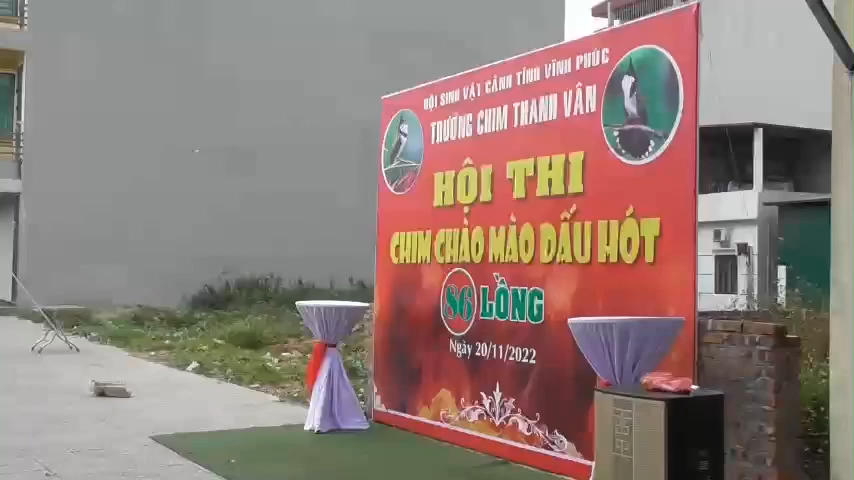 HỘI SINH VẬT CẢNH TỈNH VĨNH PHÚC
TRƯỜNG CHIM THANH VÂN
HỘI THI
CHIM CHÀO MÀO ĐẤU HÓT
86 LỒNG
Ngày 20/11/2022